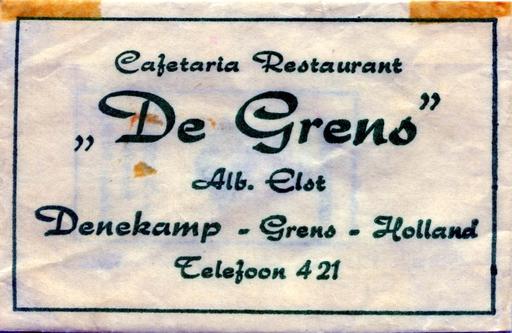 Cafetaria Restaurant
„De Grens”
Alb. Elst
Denekamp - Grens - Holland
Telefoon 421